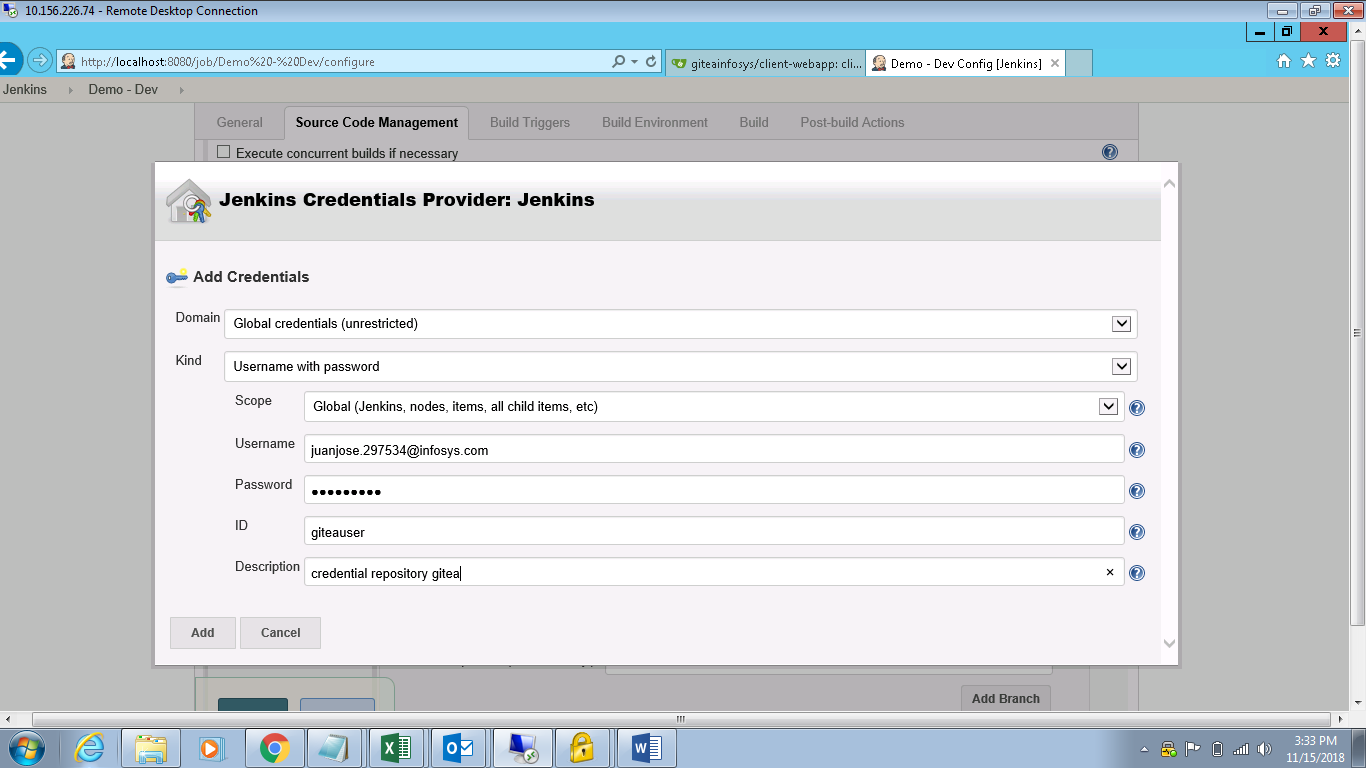 10.156.226.74 - Remote Desktop Connection
http://localhost:8080/job/Demo%20-%20Dev/configure
giteainfosys/client-webapp: cli...
Demo - Dev Config [Jenkins]
Jenkins
Demo - Dev
General
Source Code Management
Build Triggers
Build Environment
Build
Post-build Actions
Execute concurrent builds if necessary
Jenkins Credentials Provider: Jenkins
Add Credentials
Domain
Global credentials (unrestricted)
Kind
Username with password
Scope
Global (Jenkins, nodes, items, all child items, etc)
Username
juanjose.297534@infosys.com
Password
•••••••••
ID
giteauser
Description
credential repository gitea
Add
Cancel
Add Branch
3:33 PM
11/15/2018